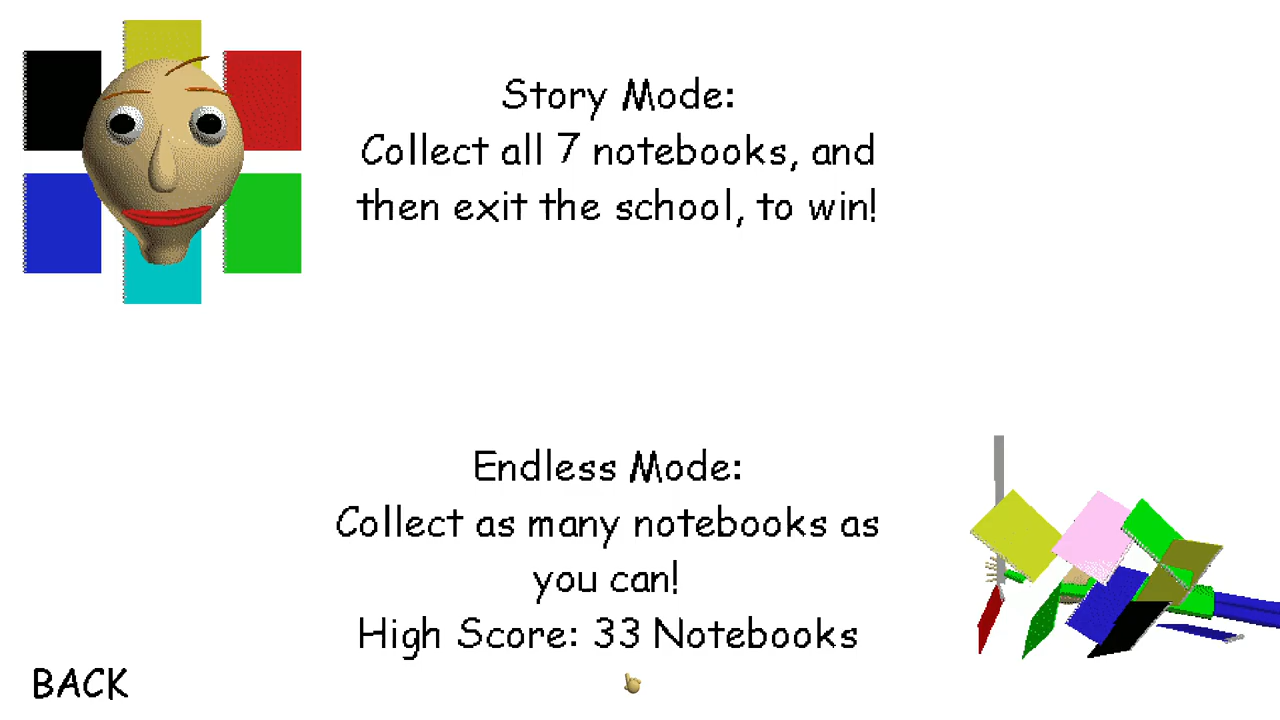 Story Mode:
Collect all 7 notebooks, and
then exit the school, to win!
Endless Mode:
Collect as many notebooks as
you can!
High Score: 33 Notebooks
BACK